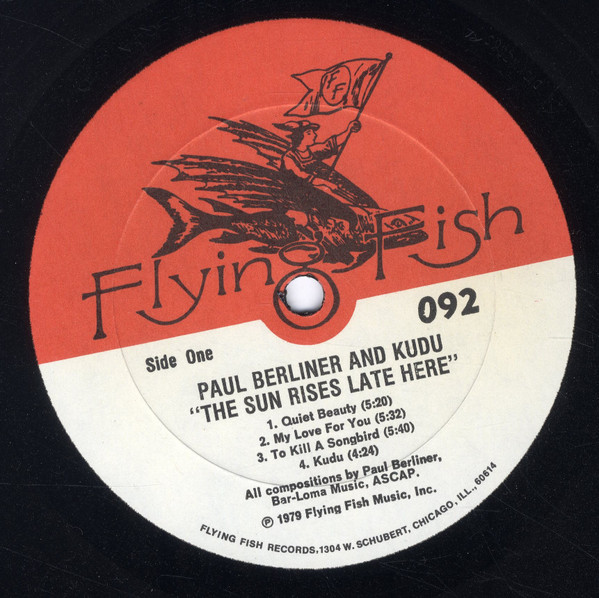 FF
Flying Fish
092
Side One
PAUL BERLINER AND KUDU
"THE SUN RISES LATE HERE"
1. Quiet Beauty (5:20)
2. My Love For You (5:32)
3. To Kill A Songbird (5:40)
4. Kudu (4:24)
All compositions by Paul Berliner,
Bar-Loma Music, ASCAP.
℗ 1979 Flying Fish Music, Inc.
FLYING FISH RECORDS,1304 W. SCHUBERT, CHICAGO, ILL., 60614